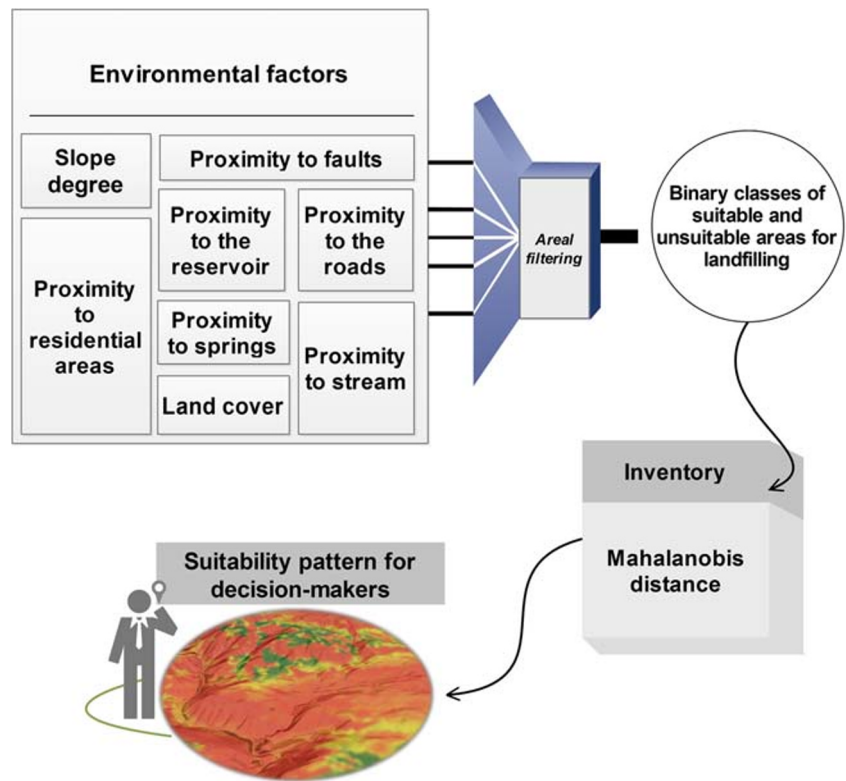 Environmental factors
Slope
degree
Proximity to faults
Proximity
to the
reservoir
Proximity
to the
roads
Proximity
to
residential
areas
Proximity
to springs
Proximity
to stream
Land cover
Areal
filtering
Binary classes of
suitable and
unsuitable areas for
landfilling
Inventory
Mahalanobis
distance
Suitability pattern for
decision-makers